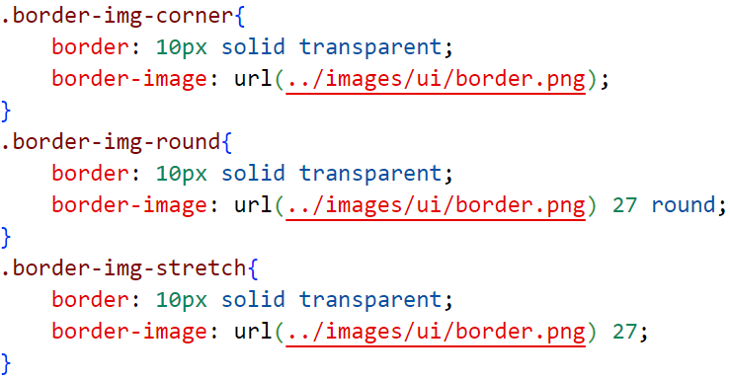 .border-img-corner{
    border: 10px solid transparent;
    border-image: url(../images/ui/border.png);
}
.border-img-round{
    border: 10px solid transparent;
    border-image: url(../images/ui/border.png) 27 round;
}
.border-img-stretch{
    border: 10px solid transparent;
    border-image: url(../images/ui/border.png) 27;
}